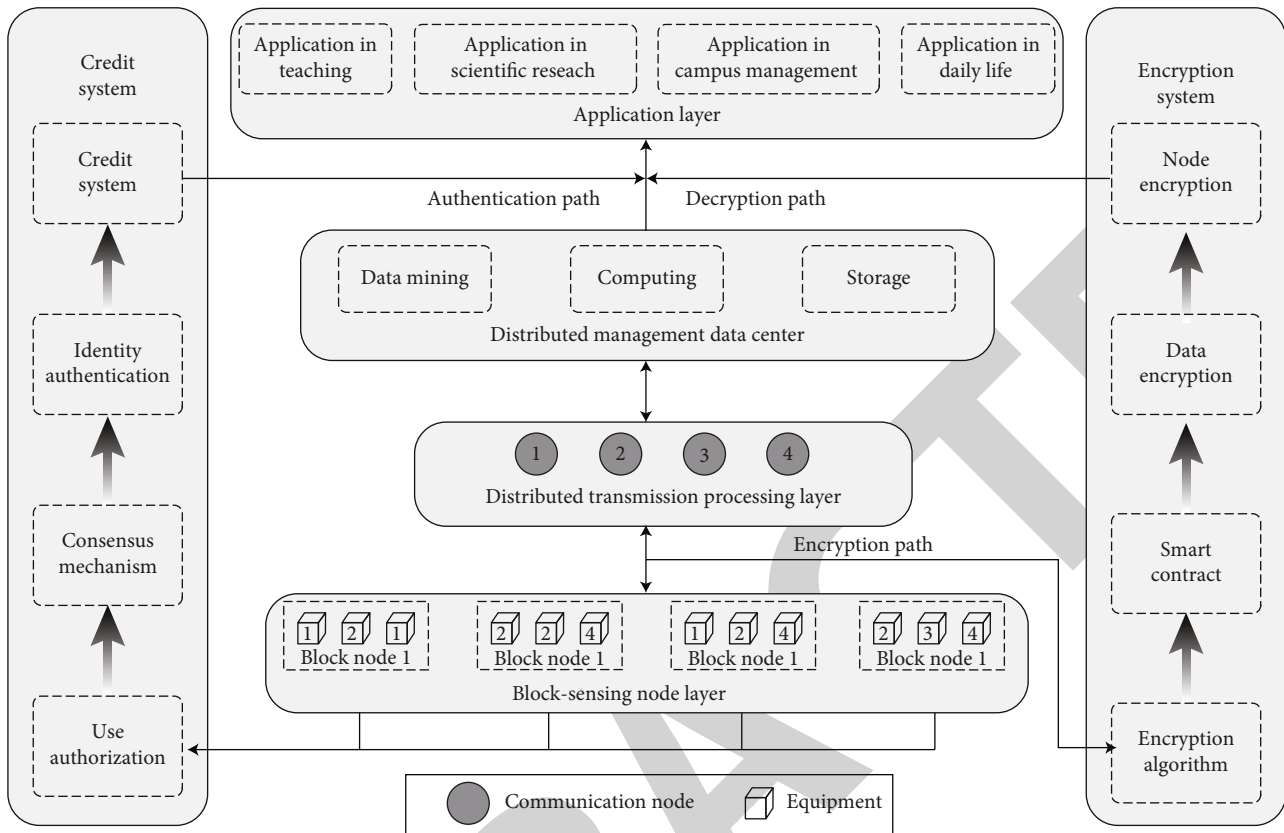 Credit
system
Credit
system
Identity
authentication
Consensus
mechanism
Use
authorization
Application in
teaching
Application in
scientific reseach
Application in
campus management
Application in
daily life
Application layer
Authentication path
Decryption path
Data mining
Computing
Storage
Distributed management data center
1 2 3 4
Distributed transmission processing layer
Encryption path
1 2 1
Block node 1
2 2 4
Block node 1
1 2 4
Block node 1
2 3 4
Block node 1
Block-sensing node layer
Encryption
system
Node
encryption
Data
encryption
Smart
contract
Encryption
algorithm
Communication node
Equipment